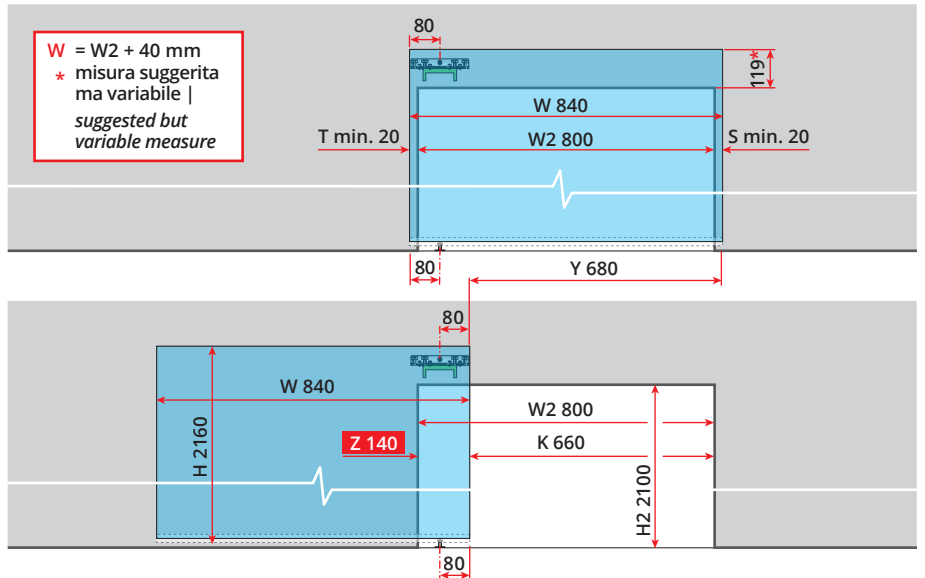 W = W2 + 40 mm
* misura suggerita
ma variabile |
suggested but
variable measure
80
119*
W 840
T min. 20
W2 800
S min. 20
80
Y 680
80
W 840
W2 800
Z 140
K 660
H 2160
H2 2100
80